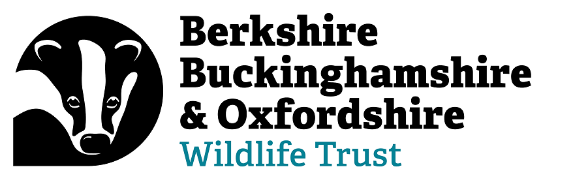 Berkshire
Buckinghamshire
& Oxfordshire
Wildlife Trust